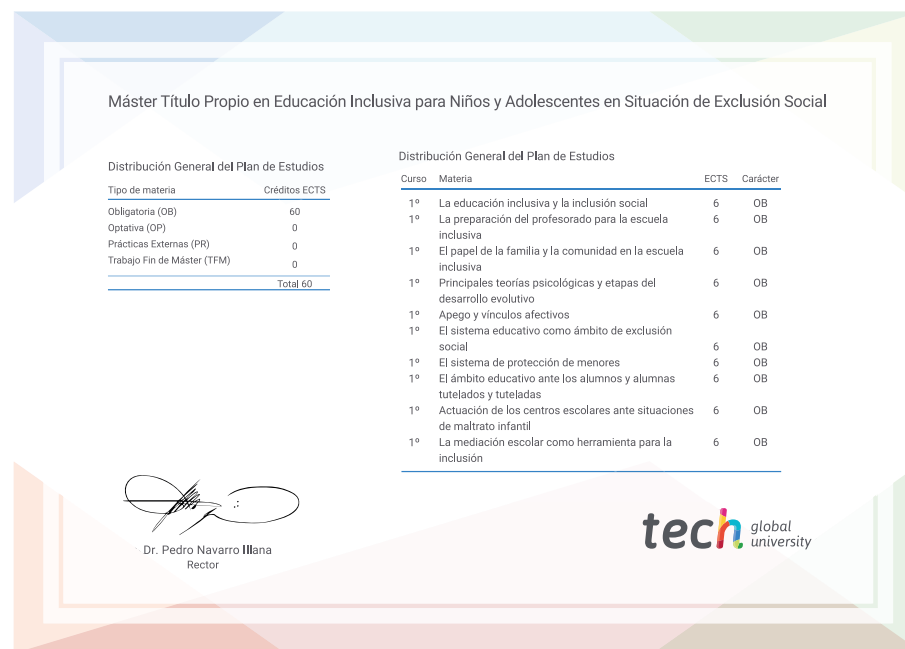 Máster Título Propio en Educación Inclusiva para Niños y Adolescentes en Situación de Exclusión Social
Distribución General del Plan de Estudios
Tipo de materia Créditos ECTS
Obligatoria (OB) 60
Optativa (OP) 0
Prácticas Externas (PR) 0
Trabajo Fin de Máster (TFM) 0
Total 60
Distribución General del Plan de Estudios
Curso Materia ECTS Carácter
1º La educación inclusiva y la inclusión social 6 OB
1º La preparación del profesorado para la escuela 6 OB
inclusiva
1º El papel de la familia y la comunidad en la escuela 6 OB
inclusiva
1º Principales teorías psicológicas y etapas del 6 OB
desarrollo evolutivo
1º Apego y vínculos afectivos 6 OB
1º El sistema educativo como ámbito de exclusión
social 6 OB
1º El sistema de protección de menores 6 OB
1º El ámbito educativo ante los alumnos y alumnas 6 OB
tutelados y tuteladas
1º Actuación de los centros escolares ante situaciones 6 OB
de maltrato infantil
1º La mediación escolar como herramienta para la 6 OB
inclusión
Dr. Pedro Navarro Illana
Rector
tech global
university